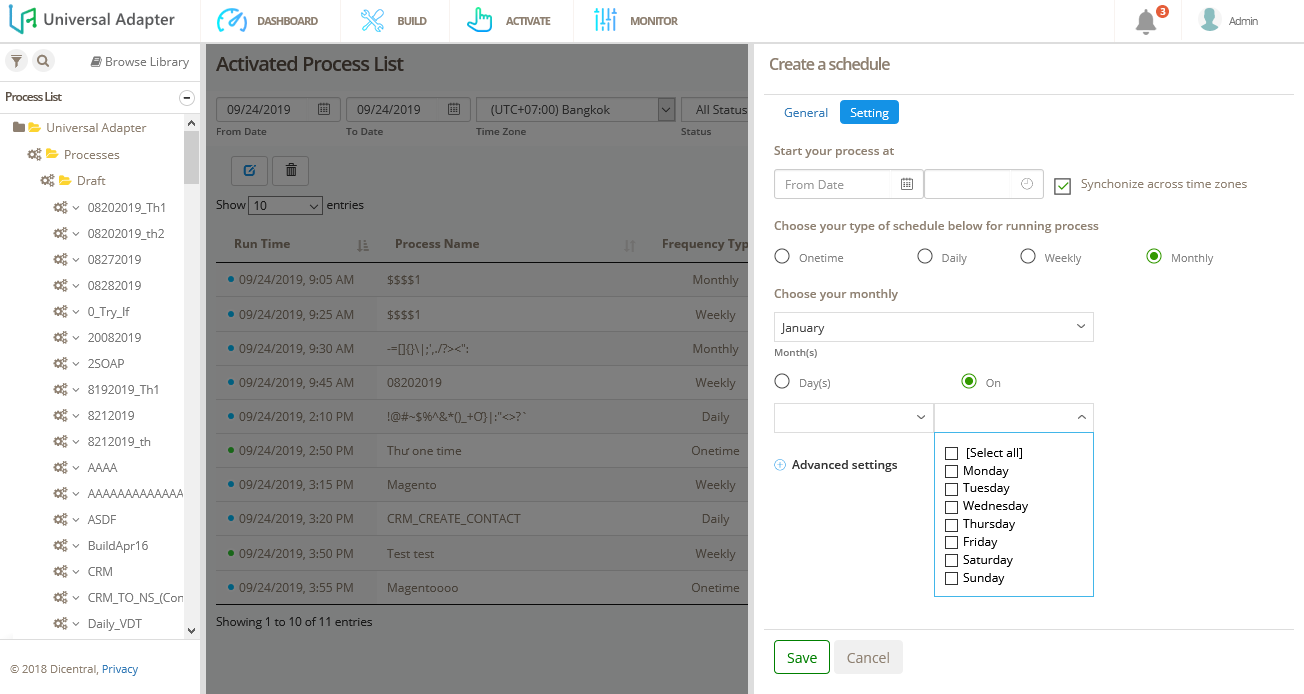 Universal Adapter
DASHBOARD
BUILD
ACTIVATE
MONITOR
3
Admin
Browse Library
Process List
Universal Adapter
Processes
Draft
08202019_Th1
08202019_th2
08272019
08282019
0_Try_If
20082019
2SOAP
8192019_Th1
8212019
8212019_th
AAAA
AAAAAAAAAAAAA
ASDF
BuildApr16
CRM
CRM_TO_NS_(Con
Daily_VDT
© 2018 Dicentral, Privacy
Activated Process List
09/24/2019 09/24/2019 (UTC+07:00) Bangkok All Status
From Date To Date Time Zone Status
Show 10 entries
Run Time Process Name Frequency Typ
09/24/2019, 9:05 AM $$$$1 Monthly
09/24/2019, 9:25 AM $$$$1 Weekly
09/24/2019, 9:30 AM -=[]{}\|;',./?><": Monthly
09/24/2019, 9:45 AM 08202019 Weekly
09/24/2019, 2:10 PM !@#~$%^&*()_+O'}|:"<>?` Daily
09/24/2019, 2:50 PM Thư one time Onetime
09/24/2019, 3:15 PM Magento Weekly
09/24/2019, 3:20 PM CRM_CREATE_CONTACT Daily
09/24/2019, 3:50 PM Test test Weekly
09/24/2019, 3:55 PM Magentoooo Onetime
Showing 1 to 10 of 11 entries
Create a schedule
General Setting
Start your process at
From Date
Synchonize across time zones
Choose your type of schedule below for running process
Onetime Daily Weekly Monthly
Choose your monthly
January
Month(s)
Day(s) On
[Select all]
Monday
Tuesday
Wednesday
Thursday
Friday
Saturday
Sunday
Advanced settings
Save Cancel